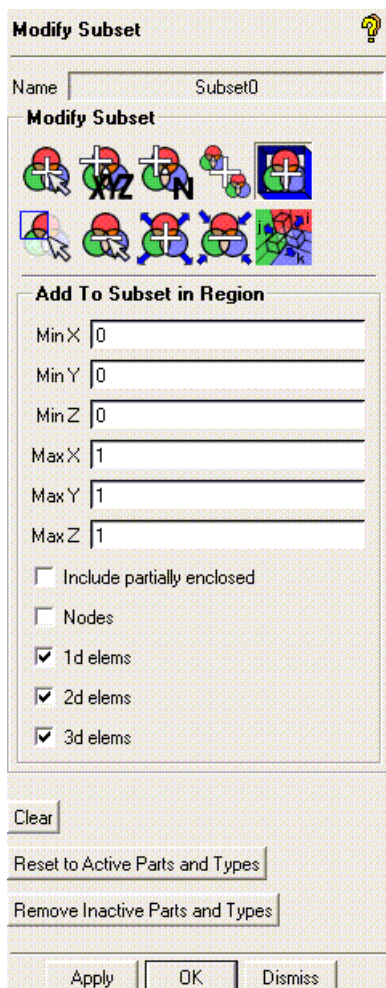 Modify Subset
Name Subset0
Modify Subset
XYZ N
j i k
Add To Subset in Region
Min X 0
Min Y 0
Min Z 0
Max X 1
Max Y 1
Max Z 1
Include partially enclosed
Nodes
1d elems
2d elems
3d elems
Clear
Reset to Active Parts and Types
Remove Inactive Parts and Types
Apply OK Dismiss